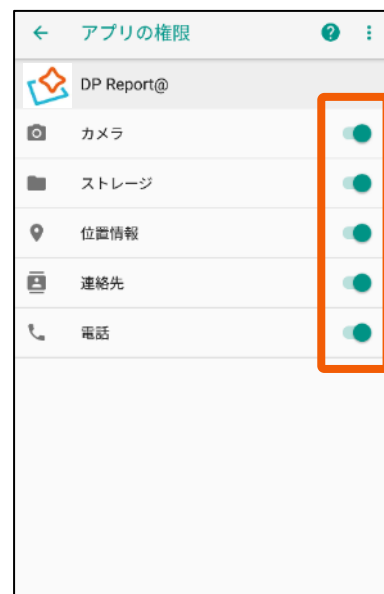 アプリの権限
DP Report@
カメラ
ストレージ
位置情報
連絡先
電話